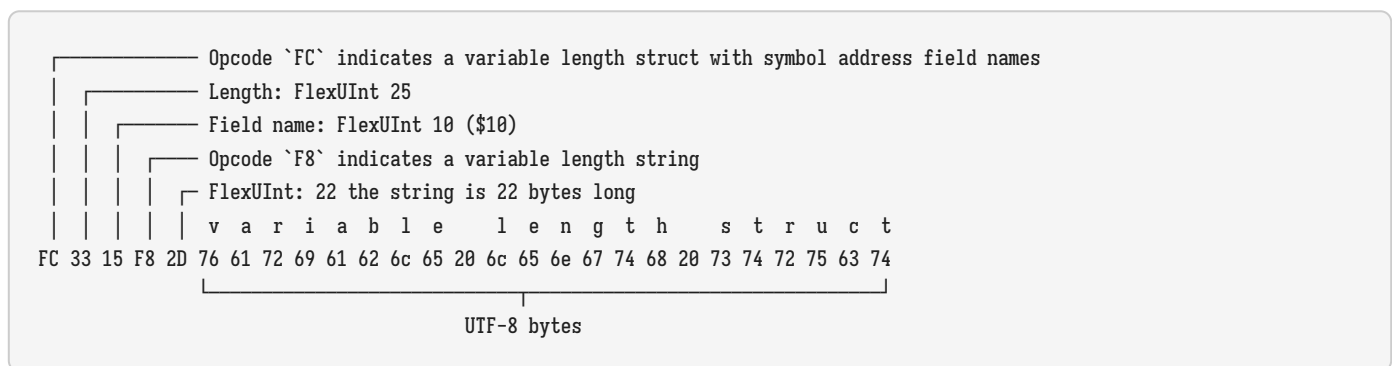 Opcode `FC` indicates a variable length struct with symbol address field names
Length: FlexUInt 25
Field name: FlexUInt 10 ($10)
Opcode `F8` indicates a variable length string
FlexUInt: 22 the string is 22 bytes long
v a r i a b l e l e n g t h s t r u c t
FC 33 15 F8 2D 76 61 72 69 61 62 6c 65 20 6c 65 6e 67 74 68 20 73 74 72 75 63 74
UTF-8 bytes